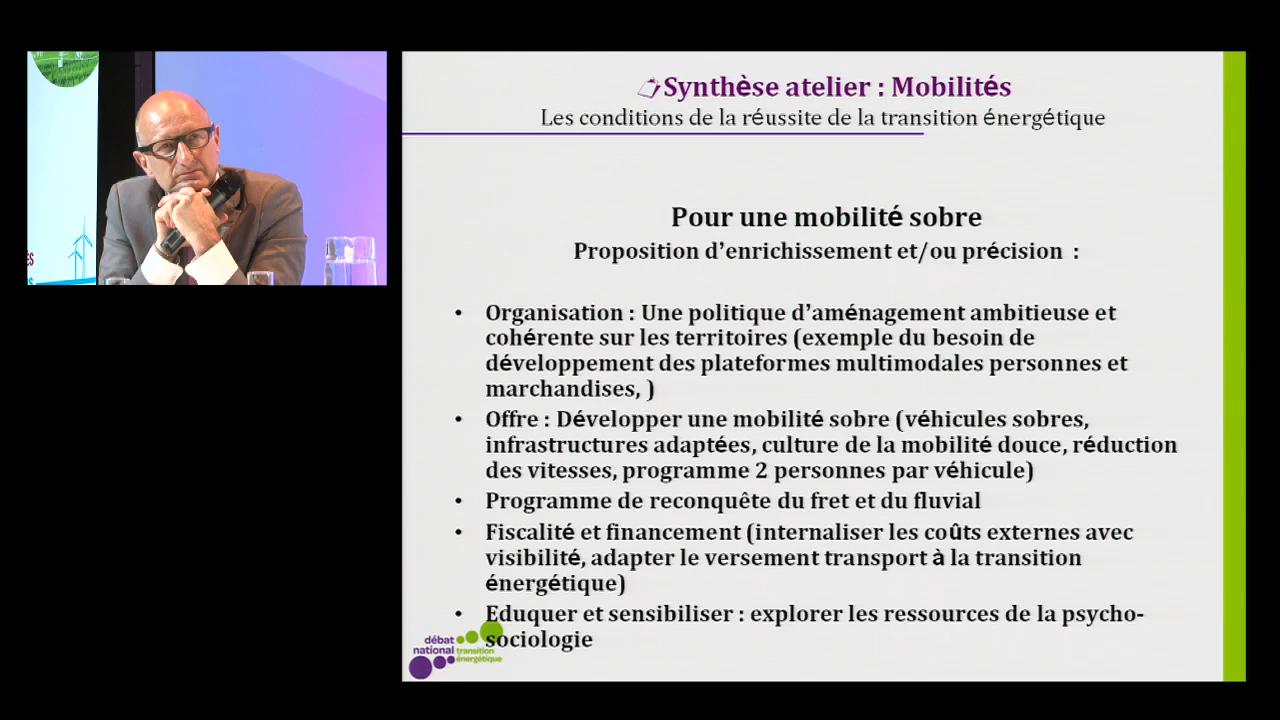 Synthèse atelier : Mobilités
Les conditions de la réussite de la transition énergétique
Pour une mobilité sobre
Proposition d’enrichissement et/ou précision :
• Organisation : Une politique d’aménagement ambitieuse et
cohérente sur les territoires (exemple du besoin de
développement des plateformes multimodales personnes et
marchandises, )
• Offre : Développer une mobilité sobre (véhicules sobres,
infrastructures adaptées, culture de la mobilité douce, réduction
des vitesses, programme 2 personnes par véhicule)
• Programme de reconquête du fret et du fluvial
• Fiscalité et financement (internaliser les coûts externes avec
visibilité, adapter le versement transport à la transition
énergétique)
• Eduquer et sensibiliser : explorer les ressources de la psycho-
sociologie
débat
national transition
énergétique